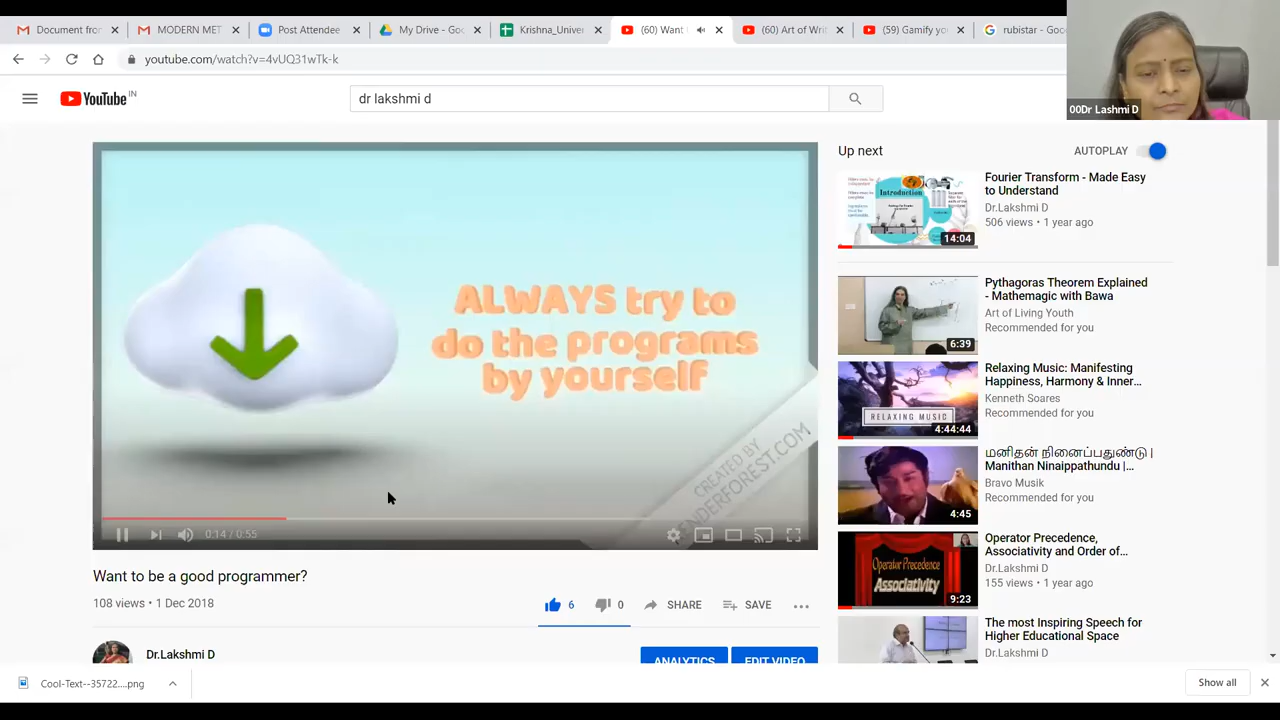 Document from
MODERN MET
Post Attendee
My Drive - Goo
Krishna_Univer
(60) Want
(60) Art of Writ
(59) Gamify yo
rubistar - Goo
youtube.com/watch?v=4vUQ31wTk-k
00Dr Lashmi D
YouTube IN
dr lakshmi d
ALWAYS try to
do the programs
by yourself
CREATED BY
NDERFOREST.COM
0:14 / 0:55
Want to be a good programmer?
108 views • 1 Dec 2018
6
0
SHARE
SAVE
Dr.Lakshmi D
ANALYTICS
EDIT VIDEO
Up next
AUTOPLAY
Introduction
14:04
Fourier Transform - Made Easy
to Understand
Dr.Lakshmi D
506 views • 1 year ago
6:39
Pythagoras Theorem Explained
- Mathemagic with Bawa
Art of Living Youth
Recommended for you
RELAXING MUSIC
4:44:44
Relaxing Music: Manifesting
Happiness, Harmony & Inner...
Kenneth Soares
Recommended for you
4:45
மனிதன் நினைப்பதுண்டு |
Manithan Ninaippathundu |...
Bravo Musik
Recommended for you
Operator Precedence
Associativity
9:23
Operator Precedence,
Associativity and Order of...
Dr.Lakshmi D
155 views • 1 year ago
The most Inspiring Speech for
Higher Educational Space
Dr.Lakshmi D
Cool-Text--35722....png
Show all